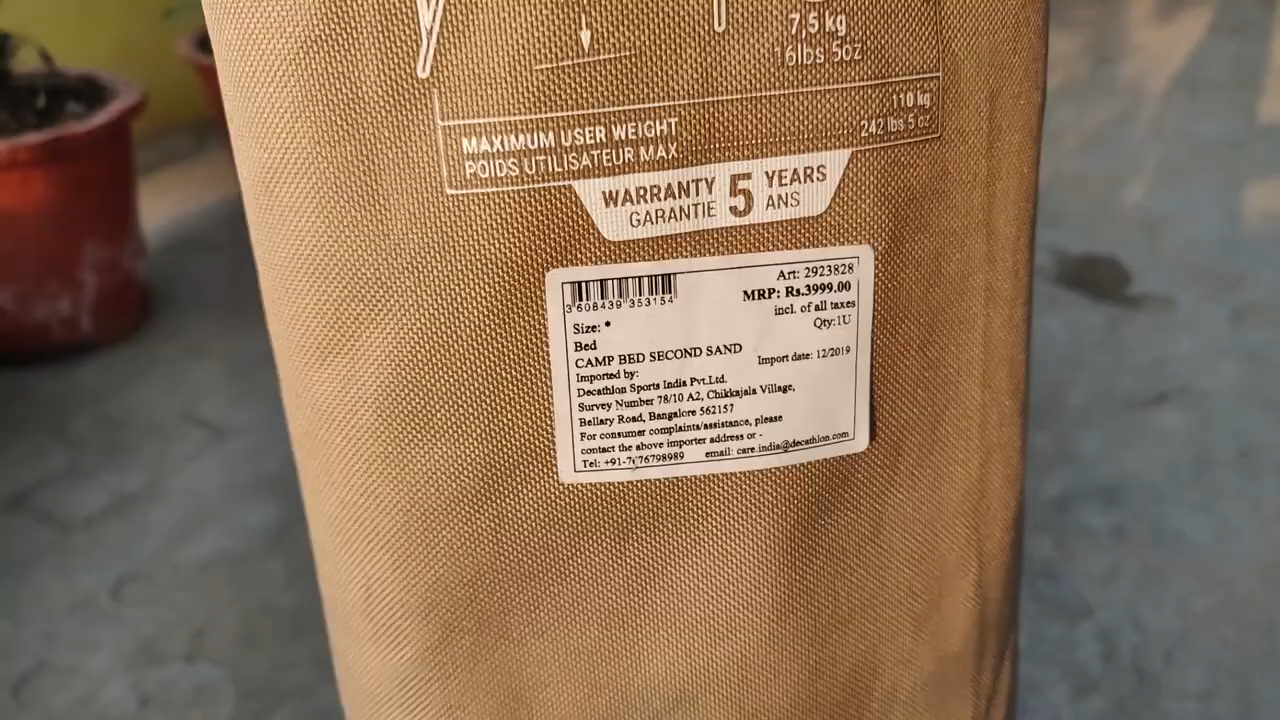 7,5 kg
16lbs 5oz
110 kg
MAXIMUM USER WEIGHT
242 lbs 5 oz
POIDS UTILISATEUR MAX
WARRANTY 5 YEARS
GARANTIE ANS
Art: 2923828
MRP: Rs.3999.00
3 608439 353154
incl. of all taxes
Size: •
Qty:1U
Bed
CAMP BED SECOND SAND
Import date: 12/2019
Imported by:
Decathlon Sports India Pvt.Ltd.
Survey Number 78/10 A2, Chikkajala Village,
Bellary Road, Bangalore 562157
For consumer complaints/assistance, please
contact the above importer address or -
Tel: +91-7676798989 email: care.india@decathlon.com